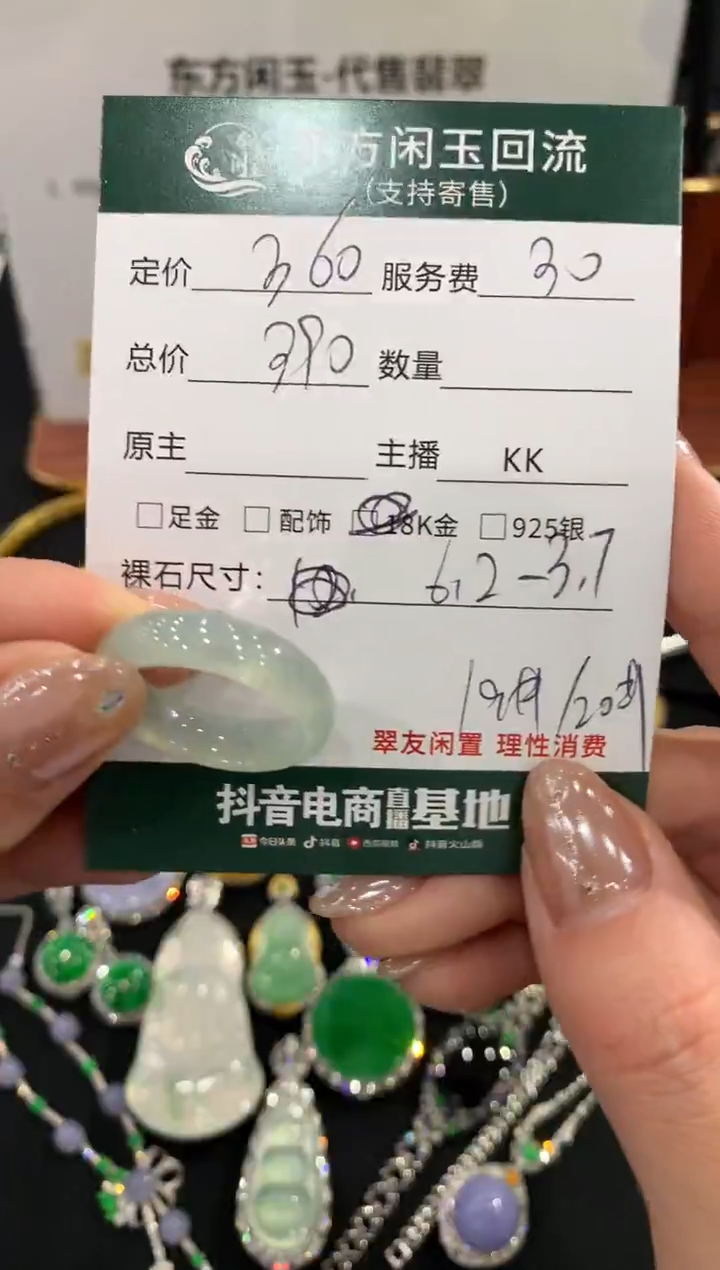 东方闲玉·代售翡翠
方闲玉回流
(支持寄售)
定价 360 服务费 30
总价 390 数量
原主 主播 KK
□足金 □配饰 □18K金 □925银
裸石尺寸: 6.2-3.7
翠友闲置 理性消费
抖音电商直播基地
今日头条 抖音 西瓜视频 抖音火山版